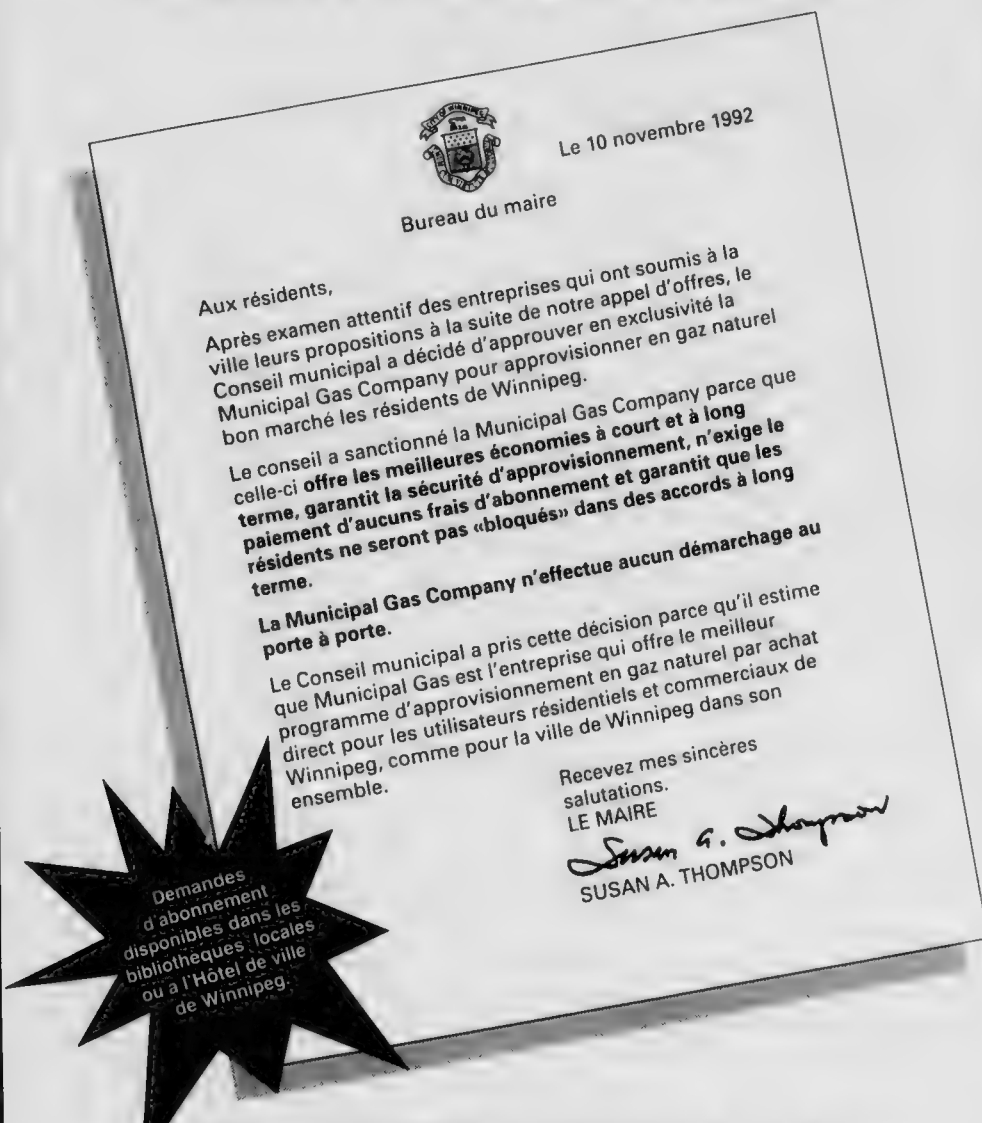 CITY OF WINNIPEG
Le 10 novembre 1992
Bureau du maire
Aux résidents,
Après examen attentif des entreprises qui ont soumis à la
ville leurs propositions à la suite de notre appel d'offres, le
Conseil municipal a décidé d'approuver en exclusivité la
Municipal Gas Company pour approvisionner en gaz naturel
bon marché les résidents de Winnipeg.
Le conseil a sanctionné la Municipal Gas Company parce que
celle-ci offre les meilleures économies à court et à long
terme, garantit la sécurité d'approvisionnement, n'exige le
paiement d'aucuns frais d'abonnement et garantit que les
résidents ne seront pas «bloqués» dans des accords à long
terme.
La Municipal Gas Company n'effectue aucun démarchage au
porte à porte.
Le Conseil municipal a pris cette décision parce qu'il estime
que Municipal Gas est l'entreprise qui offre le meilleur
programme d'approvisionnement en gaz naturel par achat
direct pour les utilisateurs résidentiels et commerciaux de
Winnipeg, comme pour la ville de Winnipeg dans son
ensemble.
Recevez mes sincères
salutations.
LE MAIRE
Susan A. Thompson
SUSAN A. THOMPSON
Demandes
d'abonnement
disponibles dans les
bibliothèques locales
ou a l'Hôtel de ville
de Winnipeg.